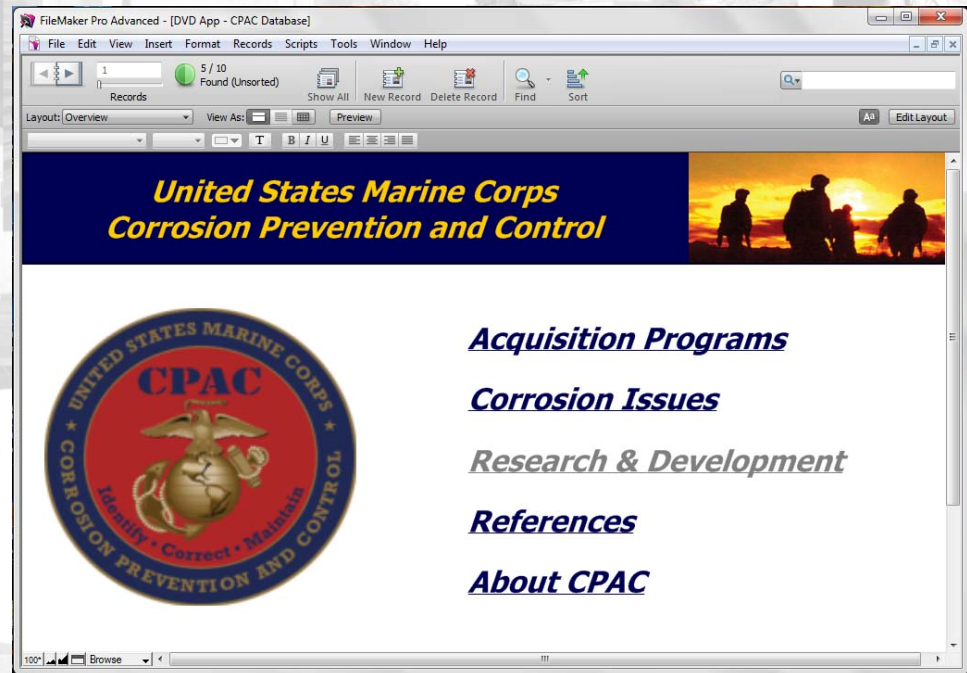 FileMaker Pro Advanced - [DVD App - CPAC Database]
File Edit View Insert Format Records Scripts Tools Window Help
1
Records
5 / 10
Found (Unsorted)
Show All New Record Delete Record Find Sort
Layout: Overview View As: Preview Aa Edit Layout
T B I U
United States Marine Corps
Corrosion Prevention and Control
UNITED STATES MARINE CORPS
CORROSION PREVENTION AND CONTROL
CPAC
Identify • Correct • Maintain
Acquisition Programs
Corrosion Issues
Research & Development
References
About CPAC
100 Browse